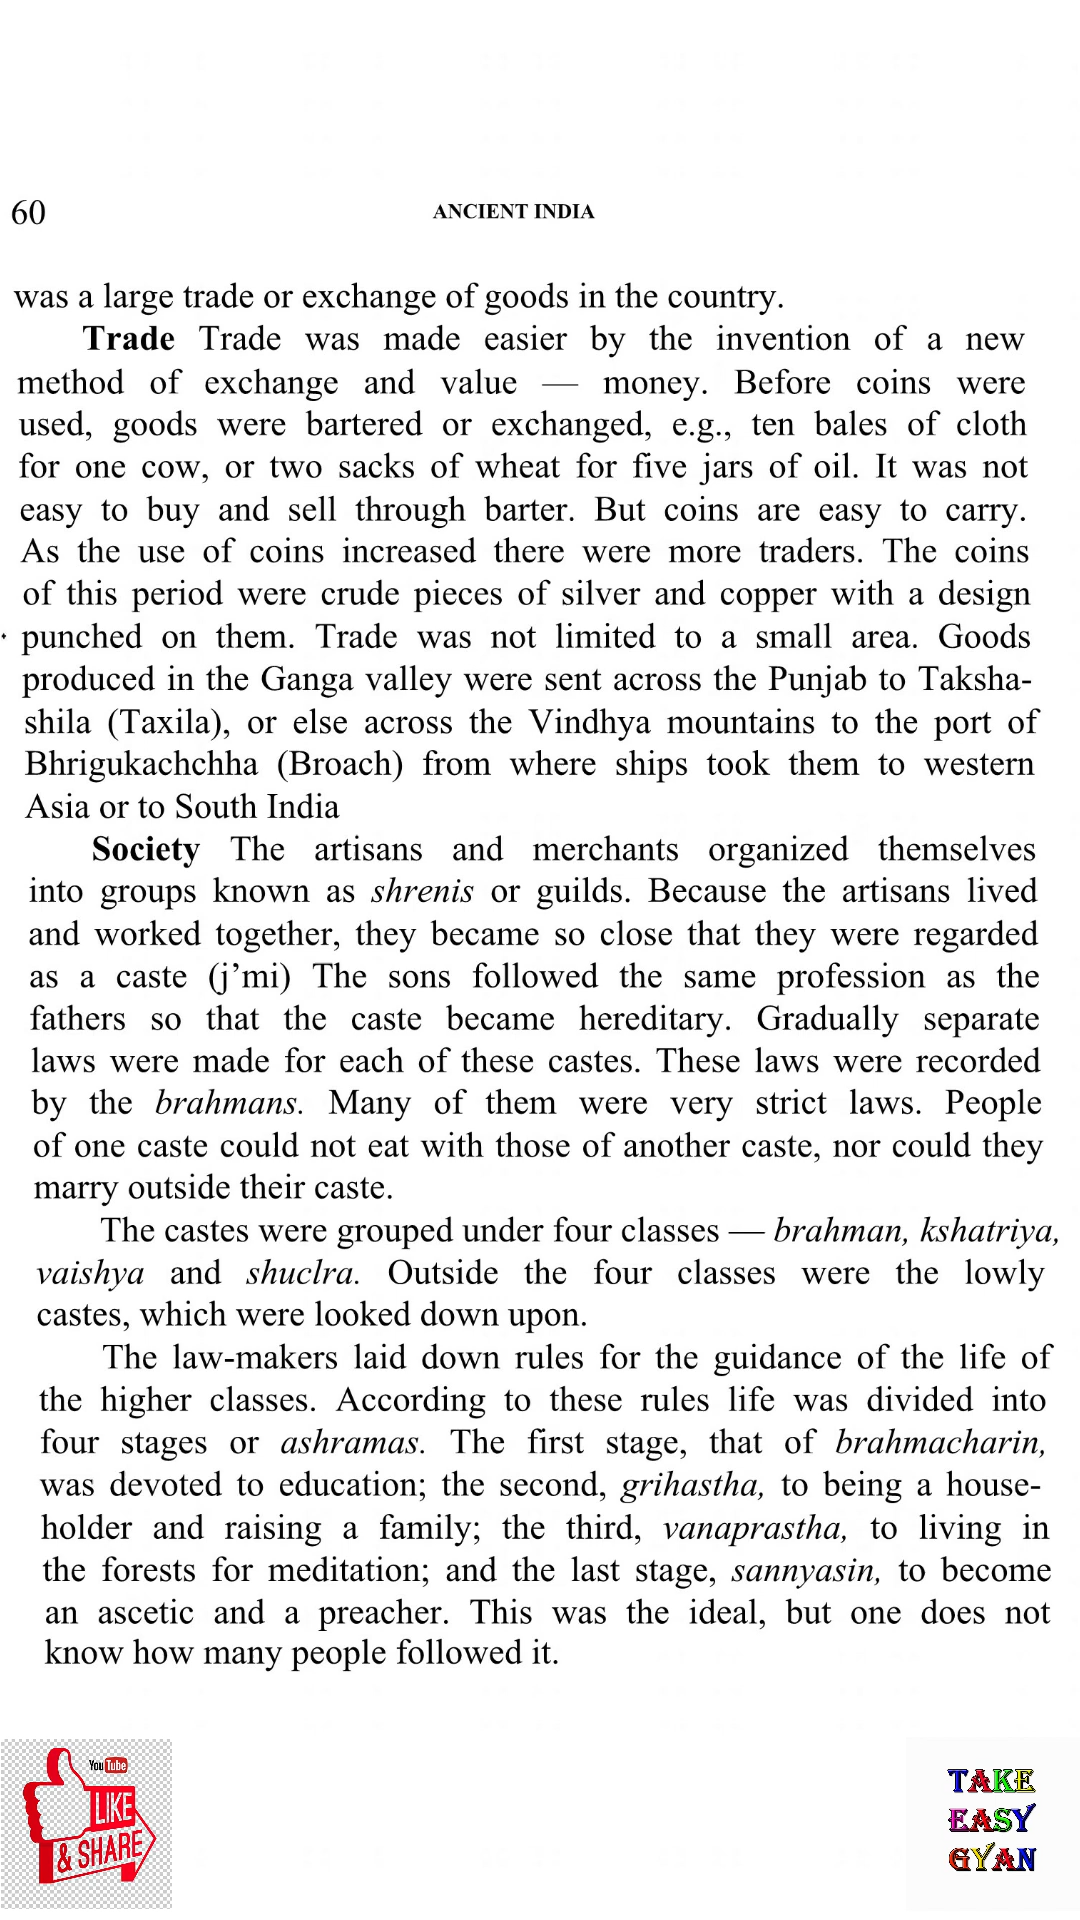 60 ANCIENT INDIA
was a large trade or exchange of goods in the country.
Trade Trade was made easier by the invention of a new
method of exchange and value — money. Before coins were
used, goods were bartered or exchanged, e.g., ten bales of cloth
for one cow, or two sacks of wheat for five jars of oil. It was not
easy to buy and sell through barter. But coins are easy to carry.
As the use of coins increased there were more traders. The coins
of this period were crude pieces of silver and copper with a design
punched on them. Trade was not limited to a small area. Goods
produced in the Ganga valley were sent across the Punjab to Taksha-
shila (Taxila), or else across the Vindhya mountains to the port of
Bhrigukachchha (Broach) from where ships took them to western
Asia or to South India
Society The artisans and merchants organized themselves
into groups known as shrenis or guilds. Because the artisans lived
and worked together, they became so close that they were regarded
as a caste (j’mi) The sons followed the same profession as the
fathers so that the caste became hereditary. Gradually separate
laws were made for each of these castes. These laws were recorded
by the brahmans. Many of them were very strict laws. People
of one caste could not eat with those of another caste, nor could they
marry outside their caste.
The castes were grouped under four classes — brahman, kshatriya,
vaishya and shuclra. Outside the four classes were the lowly
castes, which were looked down upon.
The law-makers laid down rules for the guidance of the life of
the higher classes. According to these rules life was divided into
four stages or ashramas. The first stage, that of brahmacharin,
was devoted to education; the second, grihastha, to being a house-
holder and raising a family; the third, vanaprastha, to living in
the forests for meditation; and the last stage, sannyasin, to become
an ascetic and a preacher. This was the ideal, but one does not
know how many people followed it.
YouTube
LIKE
& SHARE
TAKE
EASY
GYAN